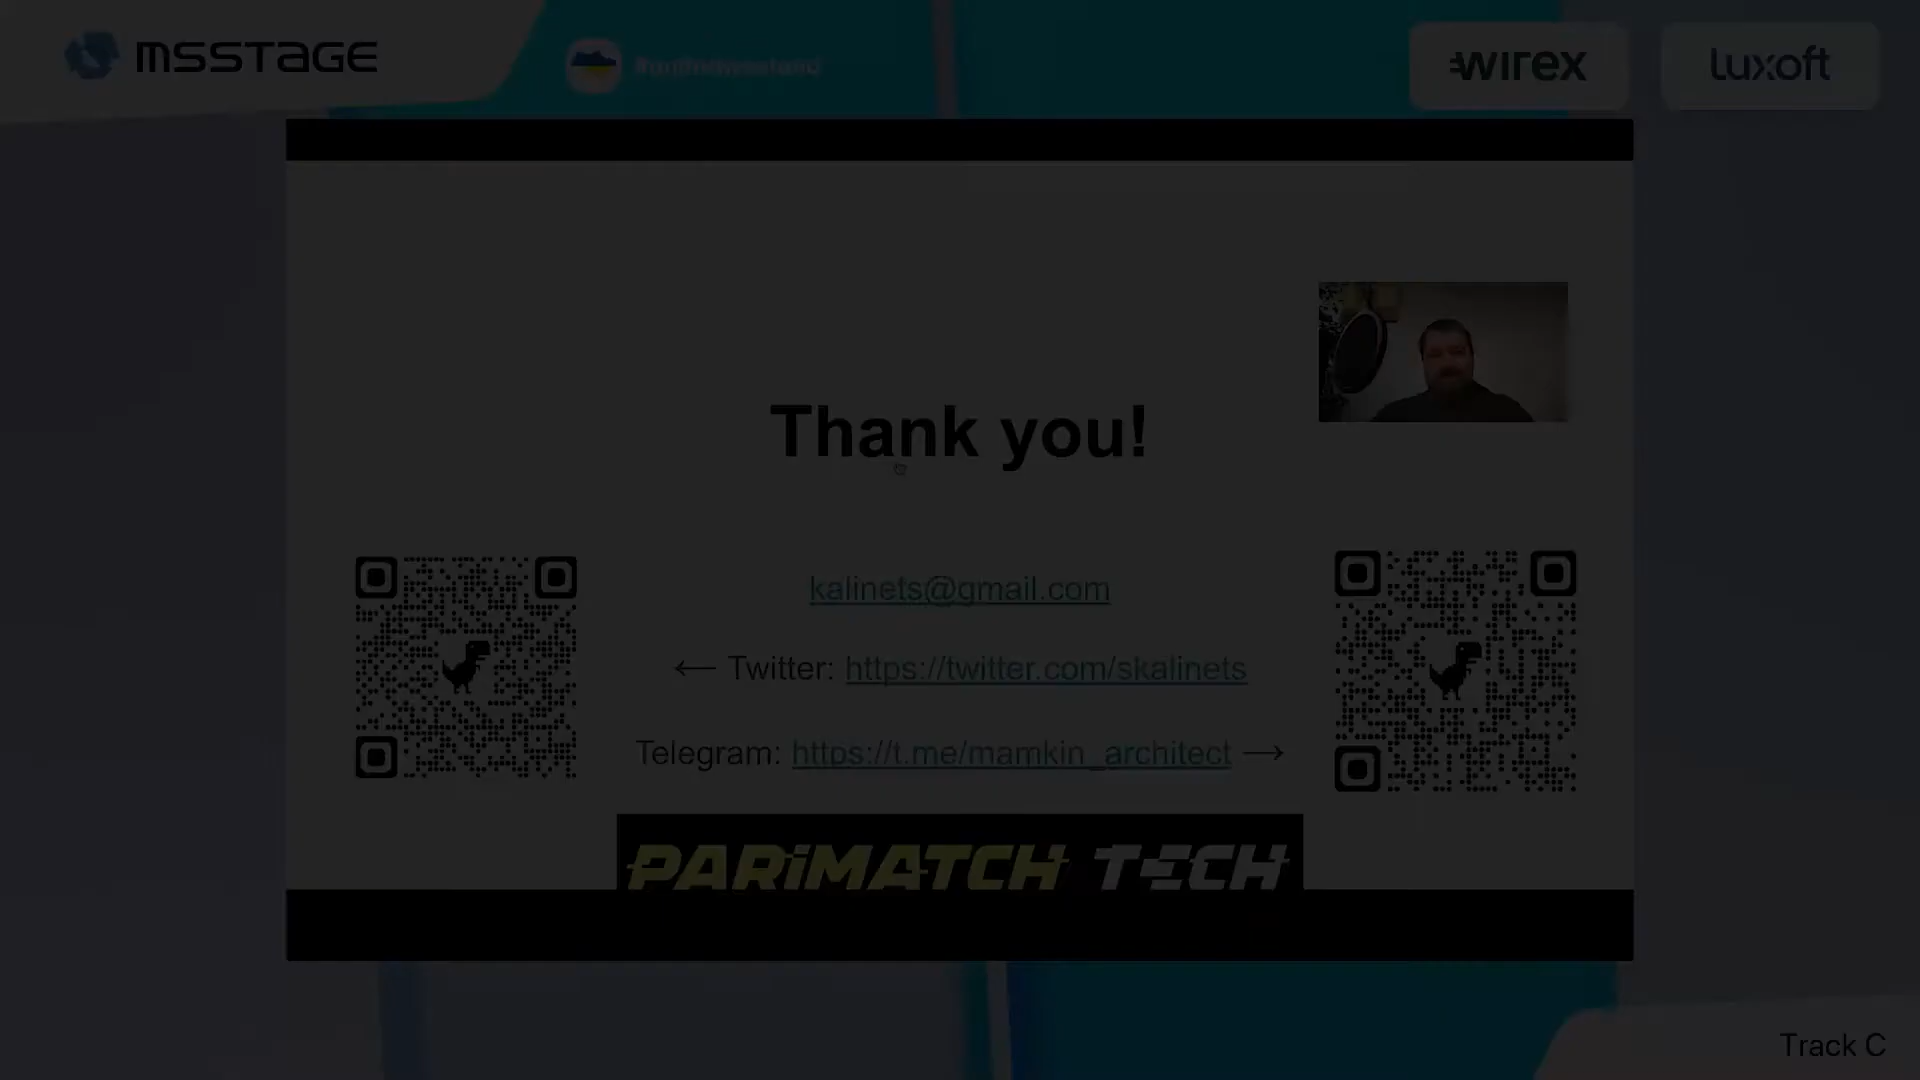 msstage
wirex
luxoft
Thank you!
kalinets@gmail.com
← Twitter: https://twitter.com/skalinets
Telegram: https://t.me/mamkin_architect →
PARIMATCH TECH
Track C